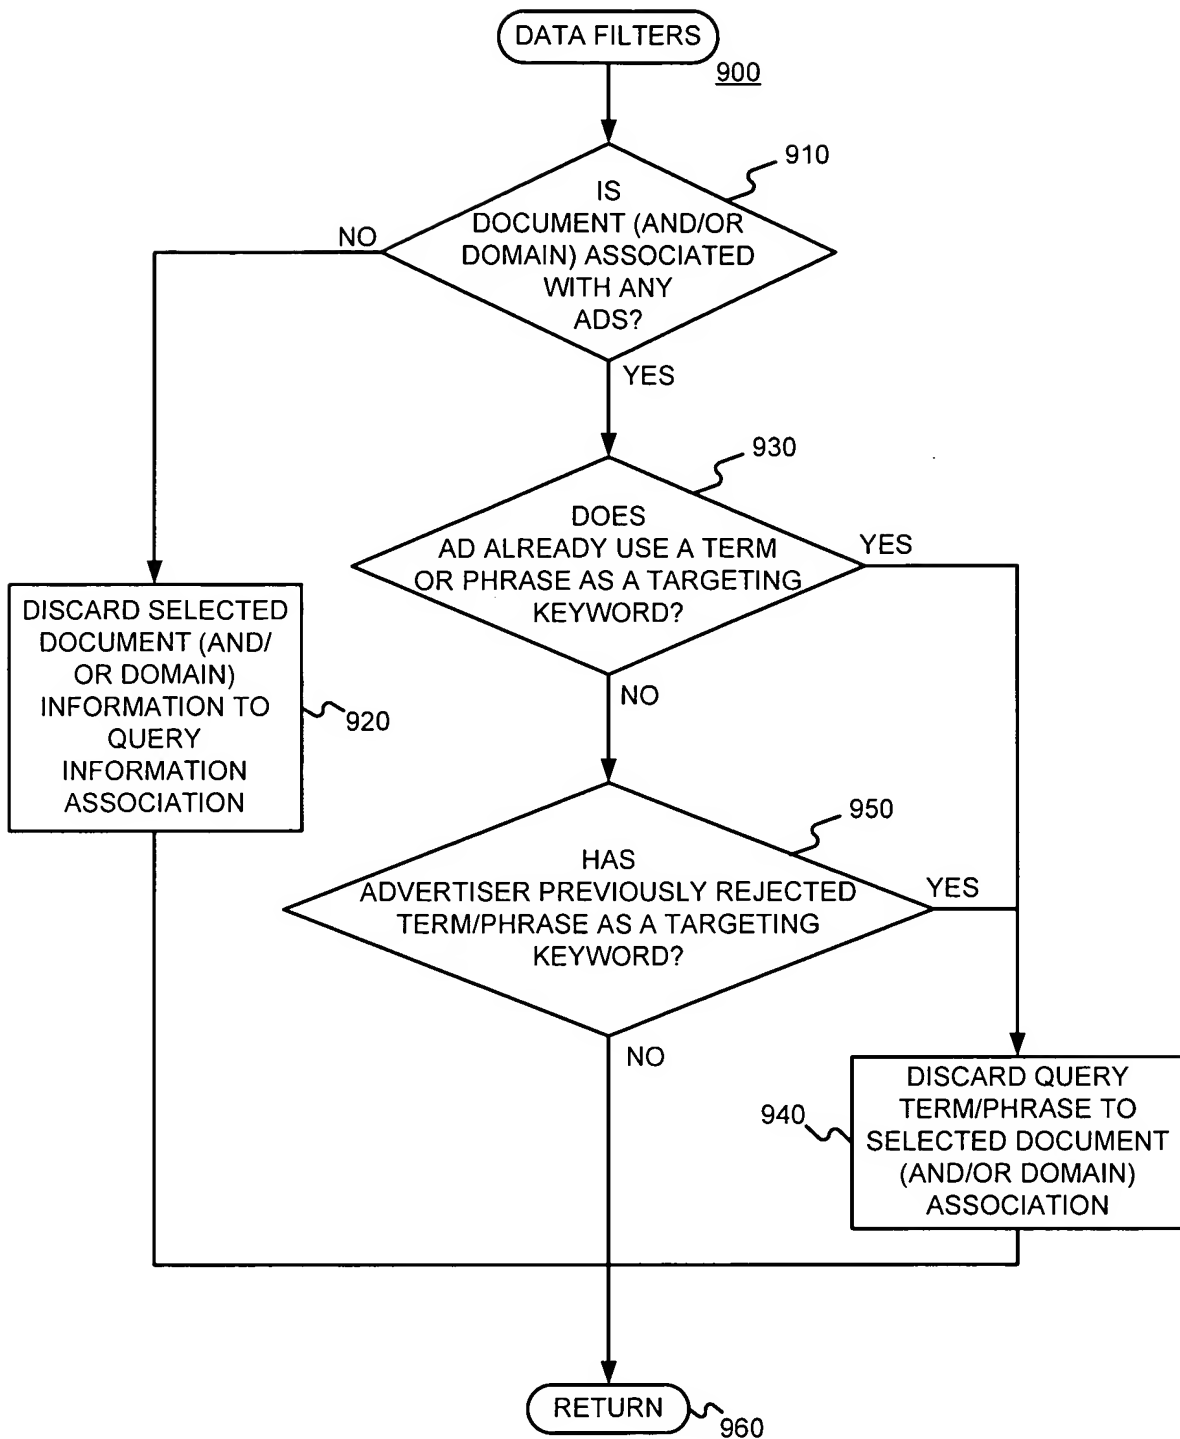 DATA FILTERS
900
910
IS
DOCUMENT (AND/OR
DOMAIN) ASSOCIATED
WITH ANY
ADS?
NO
YES
930
DOES
AD ALREADY USE A TERM
OR PHRASE AS A TARGETING
KEYWORD?
YES
NO
DISCARD SELECTED
DOCUMENT (AND/
OR DOMAIN)
INFORMATION TO
QUERY
INFORMATION
ASSOCIATION
920
950
HAS
ADVERTISER PREVIOUSLY REJECTED
TERM/PHRASE AS A TARGETING
KEYWORD?
YES
NO
940
DISCARD QUERY
TERM/PHRASE TO
SELECTED DOCUMENT
(AND/OR DOMAIN)
ASSOCIATION
RETURN
960